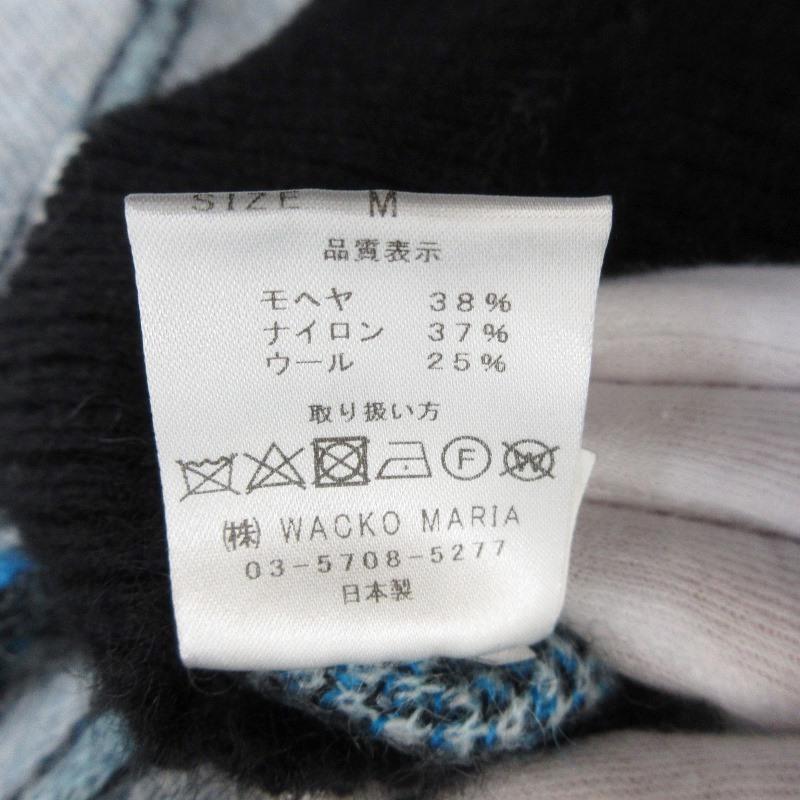 SIZE M
品質表示
モヘヤ 38%
ナイロン 37%
ウール 25%
取り扱い方
F W
㈱ WACKO MARIA
03-5708-5277
日本製